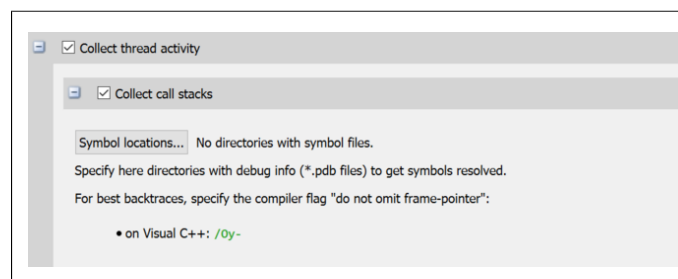 Collect thread activity
Collect call stacks
Symbol locations... No directories with symbol files.
Specify here directories with debug info (*.pdb files) to get symbols resolved.
For best backtraces, specify the compiler flag "do not omit frame-pointer":
• on Visual C++: /Oy-